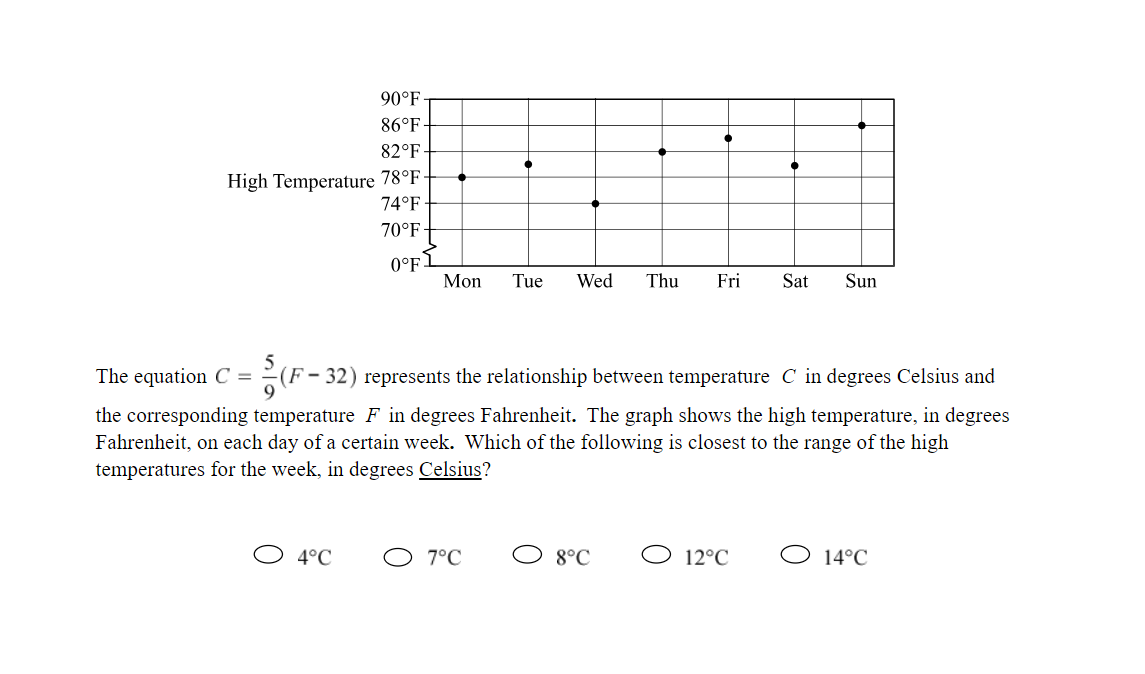 90°F
86°F
82°F
High Temperature 78°F
74°F
70°F
0°F
Mon Tue Wed Thu Fri Sat Sun
The equation C = 5/9 (F − 32) represents the relationship between temperature C in degrees Celsius and
the corresponding temperature F in degrees Fahrenheit. The graph shows the high temperature, in degrees
Fahrenheit, on each day of a certain week. Which of the following is closest to the range of the high
temperatures for the week, in degrees Celsius?
4°C 7°C 8°C 12°C 14°C